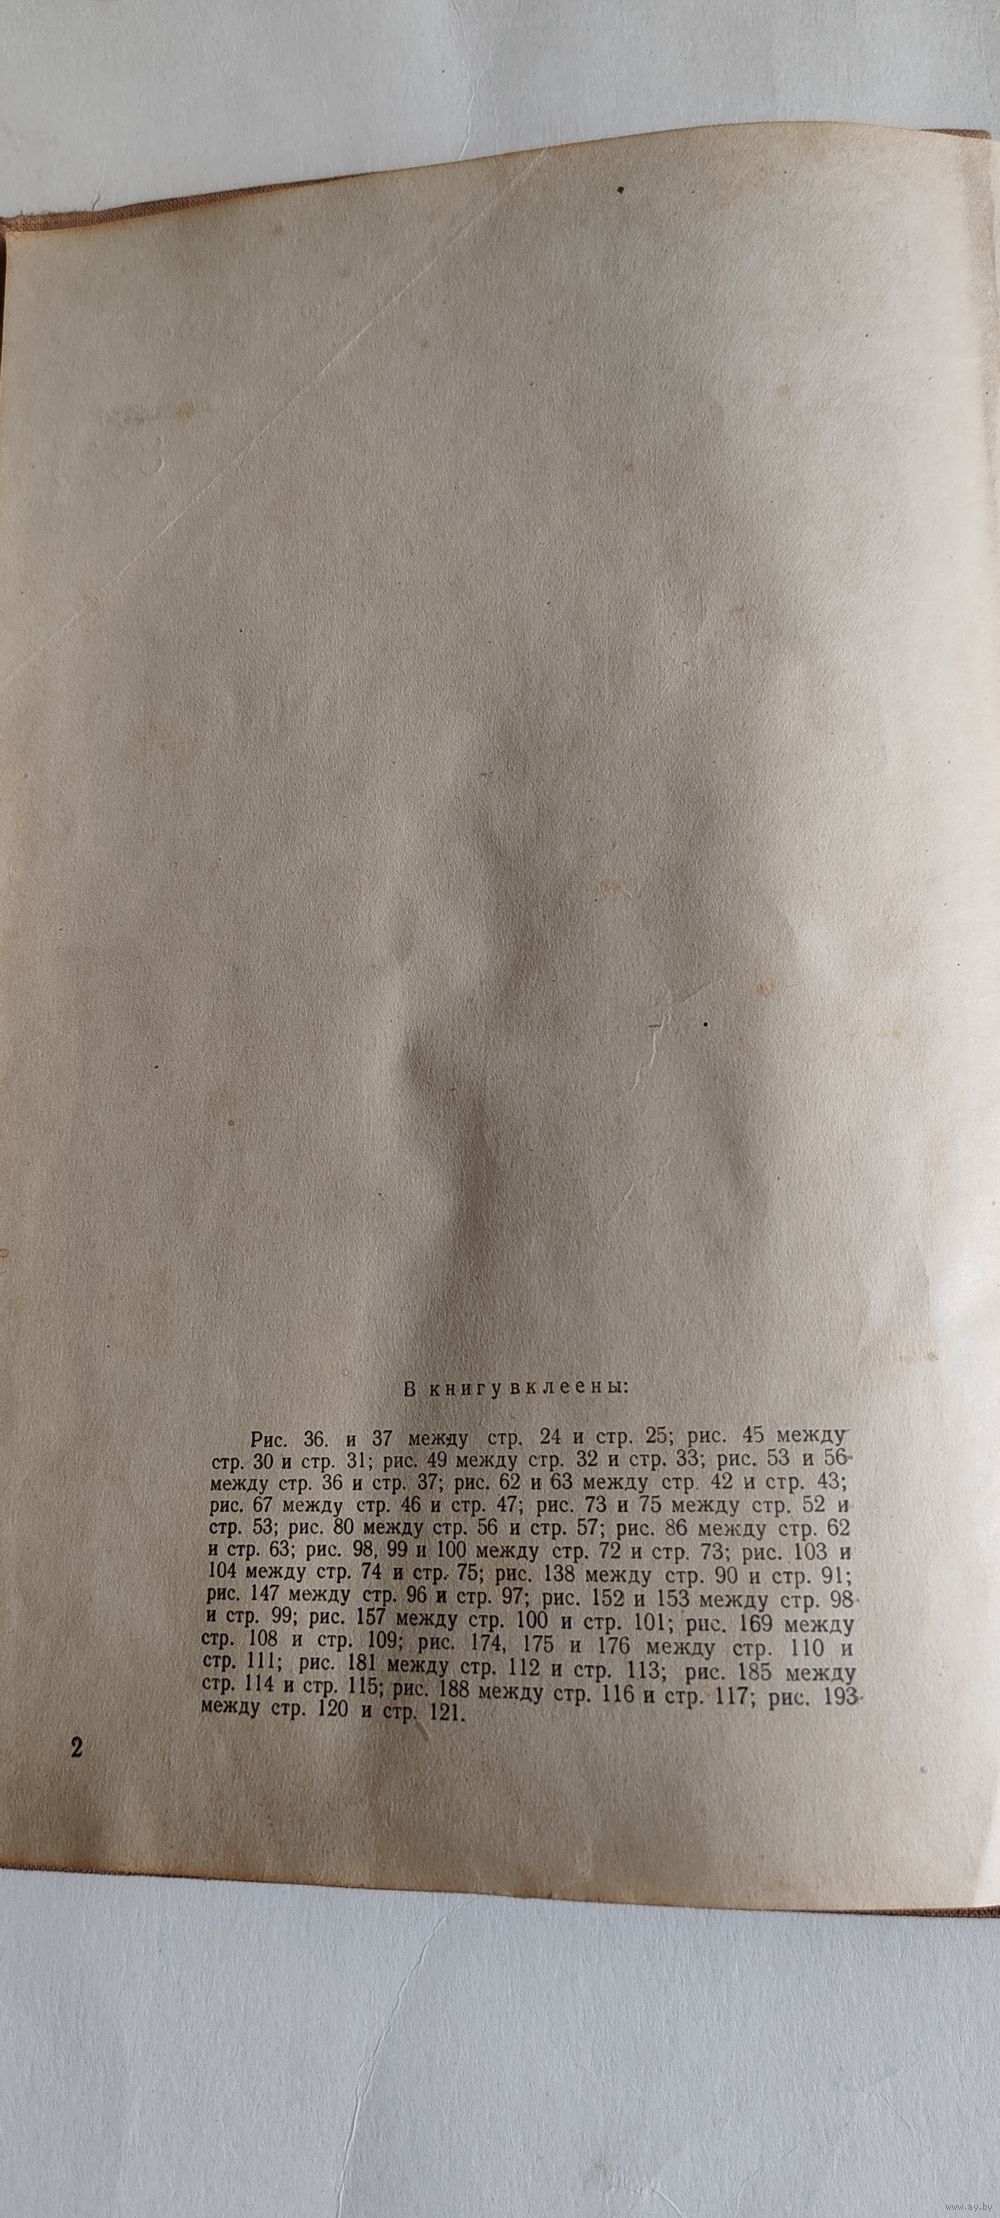 В книгу вклеены:
Рис. 36. и 37 между стр. 24 и стр. 25; рис. 45 между
стр. 30 и стр. 31; рис. 49 между стр. 32 и стр. 33; рис. 53 и 56
между стр. 36 и стр. 37; рис. 62 и 63 между стр. 42 и стр. 43;
рис. 67 между стр. 46 и стр. 47; рис. 73 и 75 между стр. 52 и
стр. 53; рис. 80 между стр. 56 и стр. 57; рис. 86 между стр. 62
и стр. 63; рис. 98, 99 и 100 между стр. 72 и стр. 73; рис. 103 и
104 между стр. 74 и стр. 75; рис. 138 между стр. 90 и стр. 91;
рис. 147 между стр. 96 и стр. 97; рис. 152 и 153 между стр. 98
и стр. 99; рис. 157 между стр. 100 и стр. 101; рис. 169 между
стр. 108 и стр. 109; рис. 174, 175 и 176 между стр. 110 и
стр. 111; рис. 181 между стр. 112 и стр. 113; рис. 185 между
стр. 114 и стр. 115; рис. 188 между стр. 116 и стр. 117; рис. 193
между стр. 120 и стр. 121.
2
www.ay.by